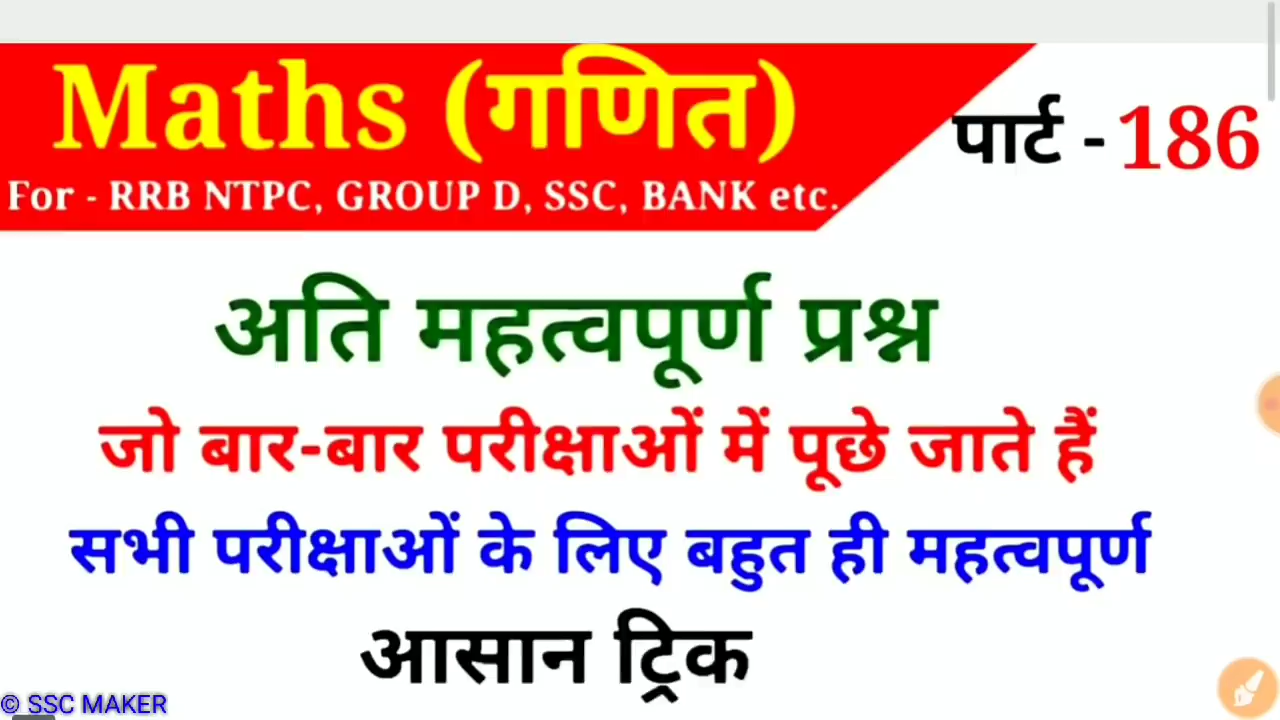 Maths (गणित)
पार्ट - 186
For - RRB NTPC, GROUP D, SSC, BANK etc.
अति महत्वपूर्ण प्रश्न
जो बार-बार परीक्षाओं में पूछे जाते हैं
सभी परीक्षाओं के लिए बहुत ही महत्वपूर्ण
आसान ट्रिक
© SSC MAKER